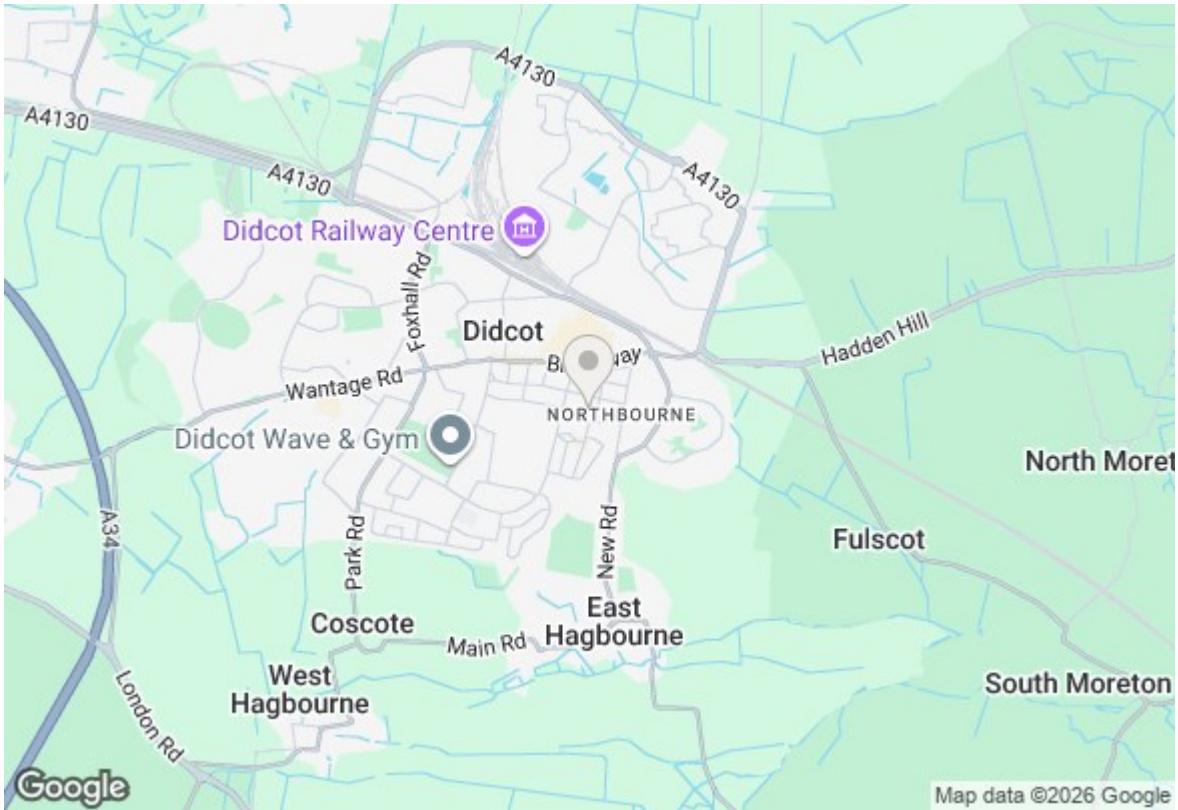 A4130
A4130
A4130
A4130
Didcot Railway Centre
Foxhall Rd
Didcot
Hadden Hill
Wantage Rd
NORTHBOURNE
Didcot Wave & Gym
North Moret
A34
Park Rd
New Rd
Fulscot
Coscote
East
Hagbourne
Main Rd
West
Hagbourne
South Moreton
London Rd
Google
Map data ©2026 Google